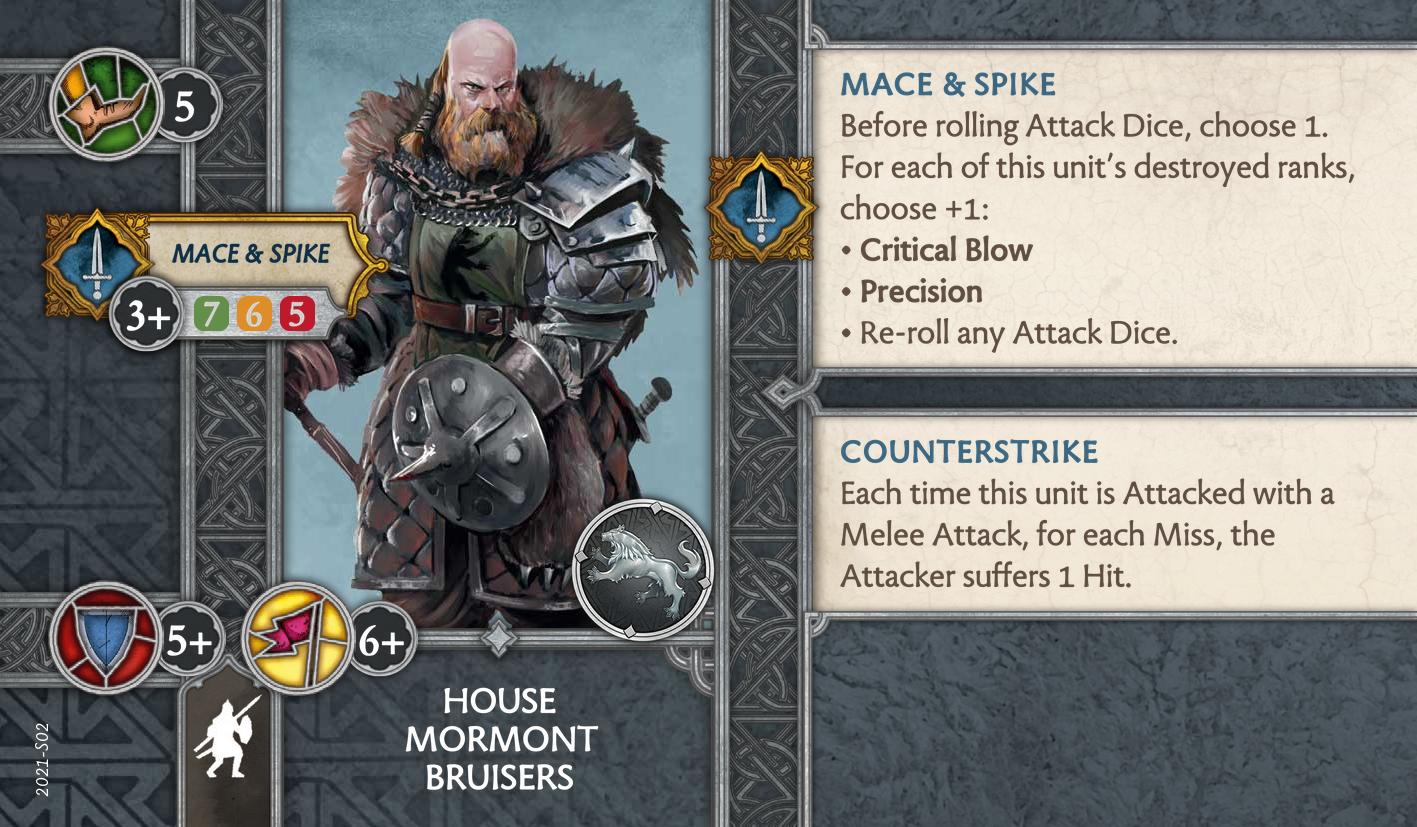 5
MACE & SPIKE
3+ 7 6 5
5+ 6+
HOUSE
MORMONT
BRUISERS
2021-S02
MACE & SPIKE
Before rolling Attack Dice, choose 1.
For each of this unit's destroyed ranks,
choose +1:
• Critical Blow
• Precision
• Re-roll any Attack Dice.
COUNTERSTRIKE
Each time this unit is Attacked with a
Melee Attack, for each Miss, the
Attacker suffers 1 Hit.